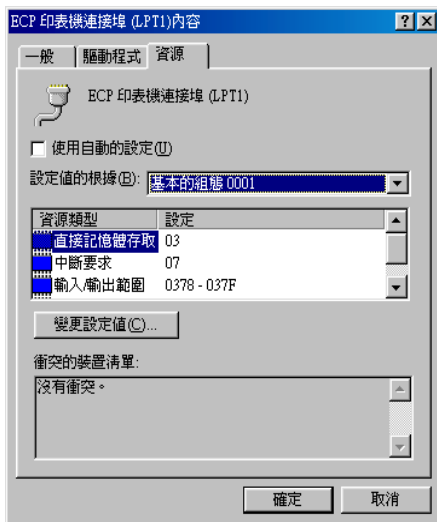 ECP 印表機連接埠 (LPT1)內容
一般 驅動程式 資源
ECP 印表機連接埠 (LPT1)
使用自動的設定(U)
設定值的根據(B): 基本的組態 0001
資源類型 設定
直接記憶體存取 03
中斷要求 07
輸入/輸出範圍 0378 - 037F
變更設定值(C)...
衝突的裝置清單:
沒有衝突。
確定 取消